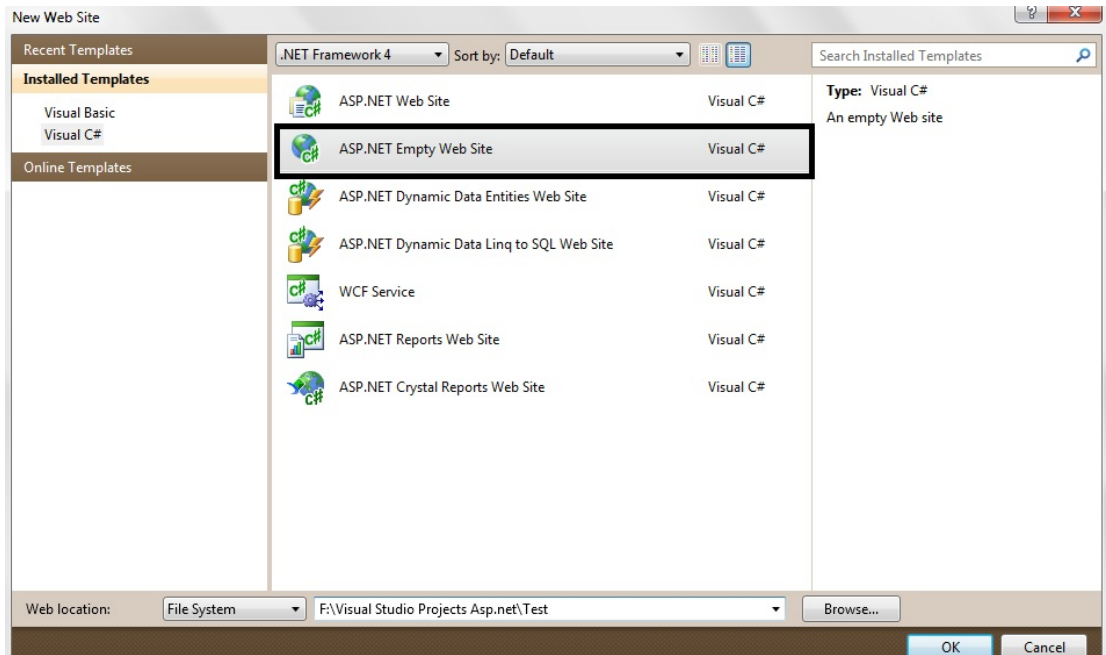 New Web Site
Recent Templates
Installed Templates
Visual Basic
Visual C#
Online Templates
.NET Framework 4 Sort by: Default
ASP.NET Web Site Visual C#
ASP.NET Empty Web Site Visual C#
ASP.NET Dynamic Data Entities Web Site Visual C#
ASP.NET Dynamic Data Linq to SQL Web Site Visual C#
WCF Service Visual C#
ASP.NET Reports Web Site Visual C#
ASP.NET Crystal Reports Web Site Visual C#
Search Installed Templates
Type: Visual C#
An empty Web site
Web location: File System F:\Visual Studio Projects Asp.net\Test Browse...
OK Cancel